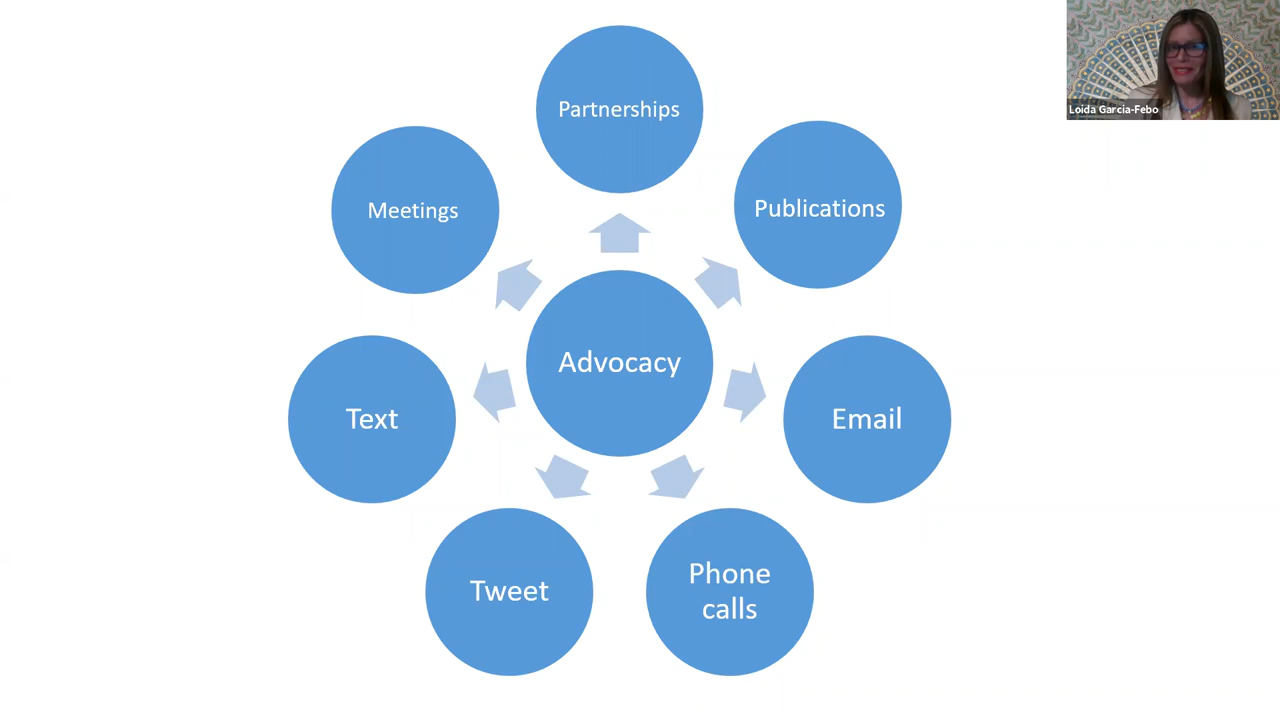 Partnerships
Loida Garcia-Febo
Publications
Meetings
Advocacy
Text
Email
Tweet
Phone
calls